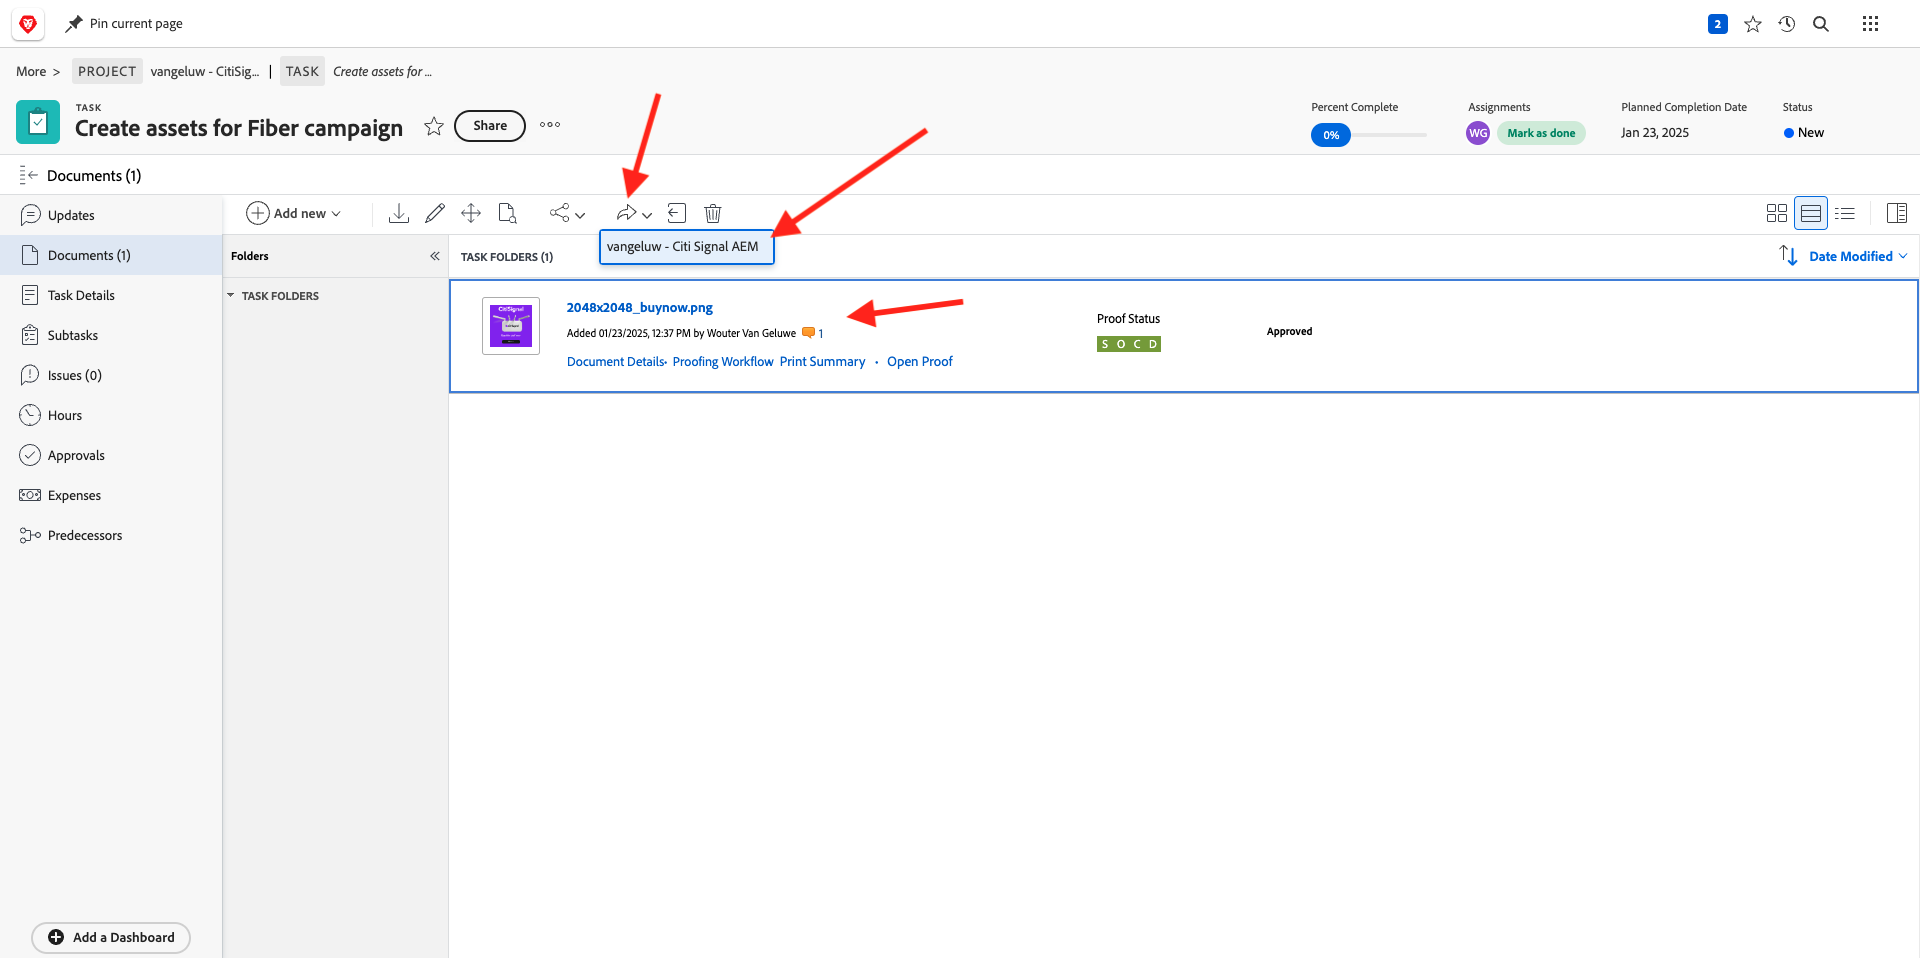 Pin current page
2
More > PROJECT vangeluw - CitiSig... | TASK Create assets for ...
TASK
Create assets for Fiber campaign
Share
Percent Complete
0%
Assignments
WG Mark as done
Planned Completion Date
Jan 23, 2025
Status
New
Documents (1)
Updates
Documents (1)
Task Details
Subtasks
Issues (0)
Hours
Approvals
Expenses
Predecessors
Add a Dashboard
Add new
Folders
TASK FOLDERS
vangeluw - Citi Signal AEM
TASK FOLDERS (1)
Date Modified
CitiSignal
2048x2048_buynow.png
Added 01/23/2025, 12:37 PM by Wouter Van Geluwe 1
Document Details• Proofing Workflow Print Summary • Open Proof
Proof Status
S O C D
Approved